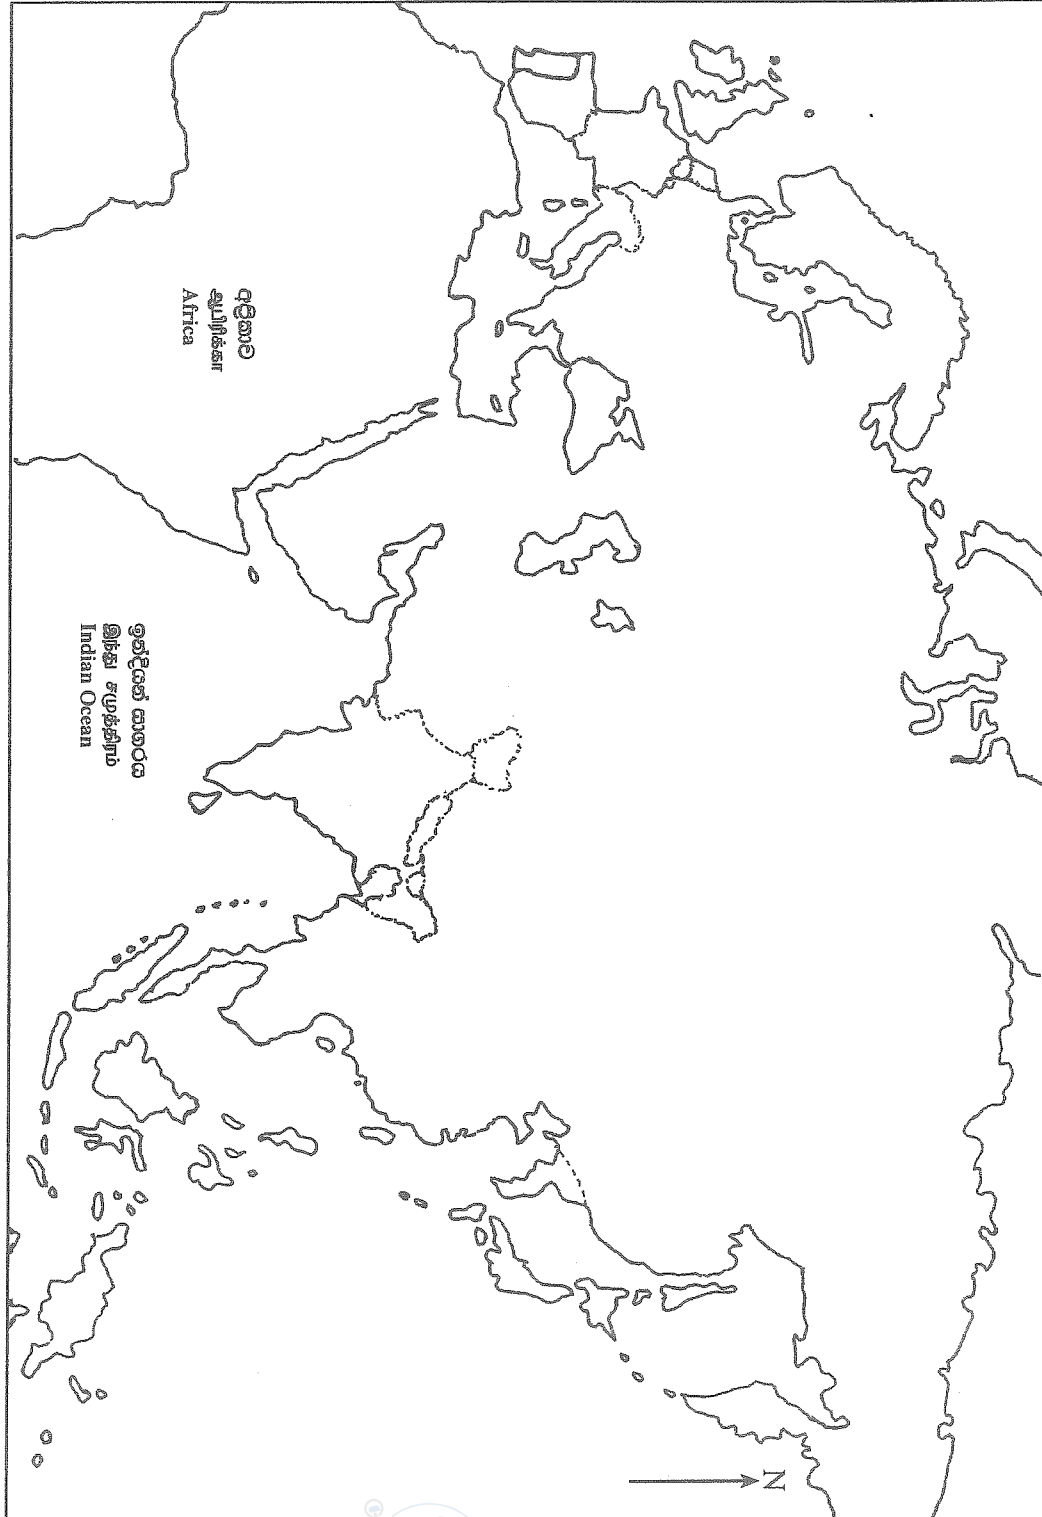 අප්‍රිකාව
ஆபிரிக்கா
Africa
ඉන්දියන් සාගරය
இந்து சமுத்திரம்
Indian Ocean
N